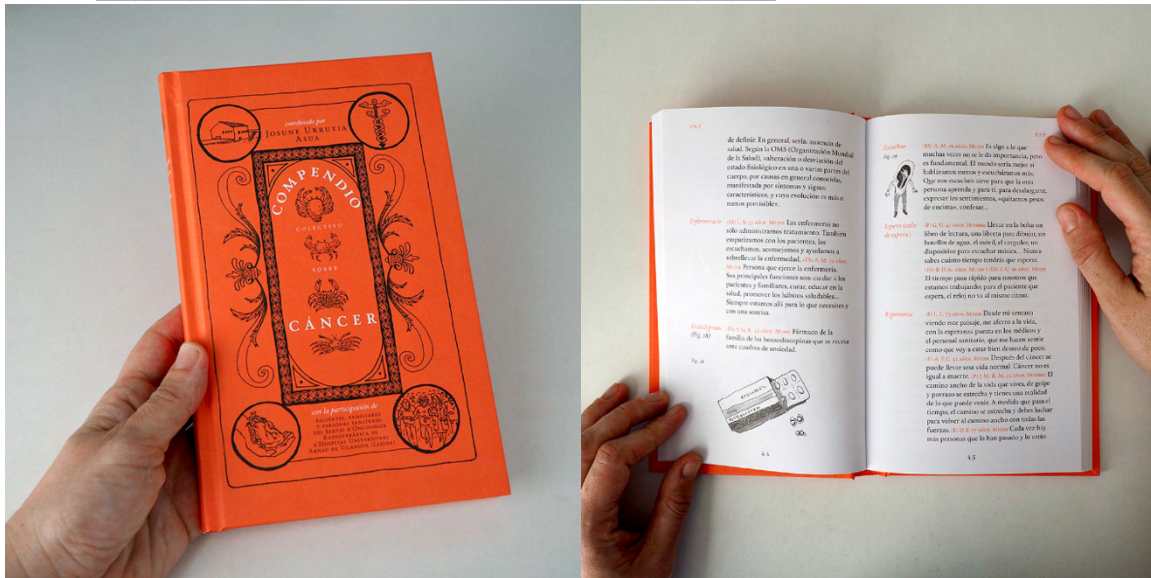 coordinado por
JOSUNE URRUTIA
ASUA
COMPENDIO
COLECTIVO
SOBRE
CÁNCER
con la participación de
PACIENTES, FAMILIARES
Y PERSONAL SANITARIO
DEL SERVEI D'ONCOLOGIA
RADIOTERÀPICA DE
L'HOSPITAL UNIVERSITARI
ARNAU DE VILANOVA (LLEIDA)
ENF
de definir. En general, sería: ausencia de
salud. Según la OMS (Organización Mundial
de la Salud), «alteración o desviación del
estado fisiológico en una o varias partes del
cuerpo, por causas en general conocidas,
manifestada por síntomas y signos
característicos, y cuya evolución es más o
menos previsible».
Enfermera/o
Las enfermeras no
sólo administramos tratamiento. También
empatizamos con los pacientes, los
escuchamos, aconsejamos y ayudamos a
sobrellevar la enfermedad.
MUJER Persona que ejerce la enfermería.
Sus principales funciones son: cuidar a los
pacientes y familiares, curar, educar en la
salud, promover los hábitos saludables...
Siempre estamos allí para lo que necesites y
con una sonrisa.
(Fig. 18)
Fármaco de la
familia de las benzodiacepinas que se receta
ante cuadros de ansiedad.
Fig. 18
44
ESP
Escuchar
Es algo a lo que
Fig. 19
muchas veces no se le da importancia, pero
es fundamental. El mundo sería mejor si
habláramos menos y escucháramos más.
Que nos escuchen sirve para que la otra
persona aprenda y para ti, para desahogarte,
expresar los sentimientos, «quitarnos pesos
de encima», confesar...
Espera (sala
de espera)
Llevar en la bolsa un
libro de lectura, una libreta para dibujar, un
botellín de agua, el móvil, el cargador, un
dispositivo para escuchar música... Nunca
sabes cuánto tiempo tendrás que esperar.
El tiempo pasa rápido para nosotros que
estamos trabajando; para el paciente que
espera, el reloj no va al mismo ritmo.
Esperanza
Desde mi ventana
viendo este paisaje, me aferro a la vida,
con la esperanza puesta en los médicos y
el personal sanitario, que me hacen sentir
como que voy a estar bien dentro de poco.
Después del cáncer se
puede llevar una vida normal. Cáncer no es
igual a muerte. El
camino ancho de la vida que vives, de golpe
y porrazo se estrecha y tienes una realidad
de lo que puede venir. A medida que pasa el
tiempo, el camino se estrecha y debes luchar
para volver al camino ancho con todas las
fuerzas. Cada vez hay
más personas que lo han pasado y lo están
45